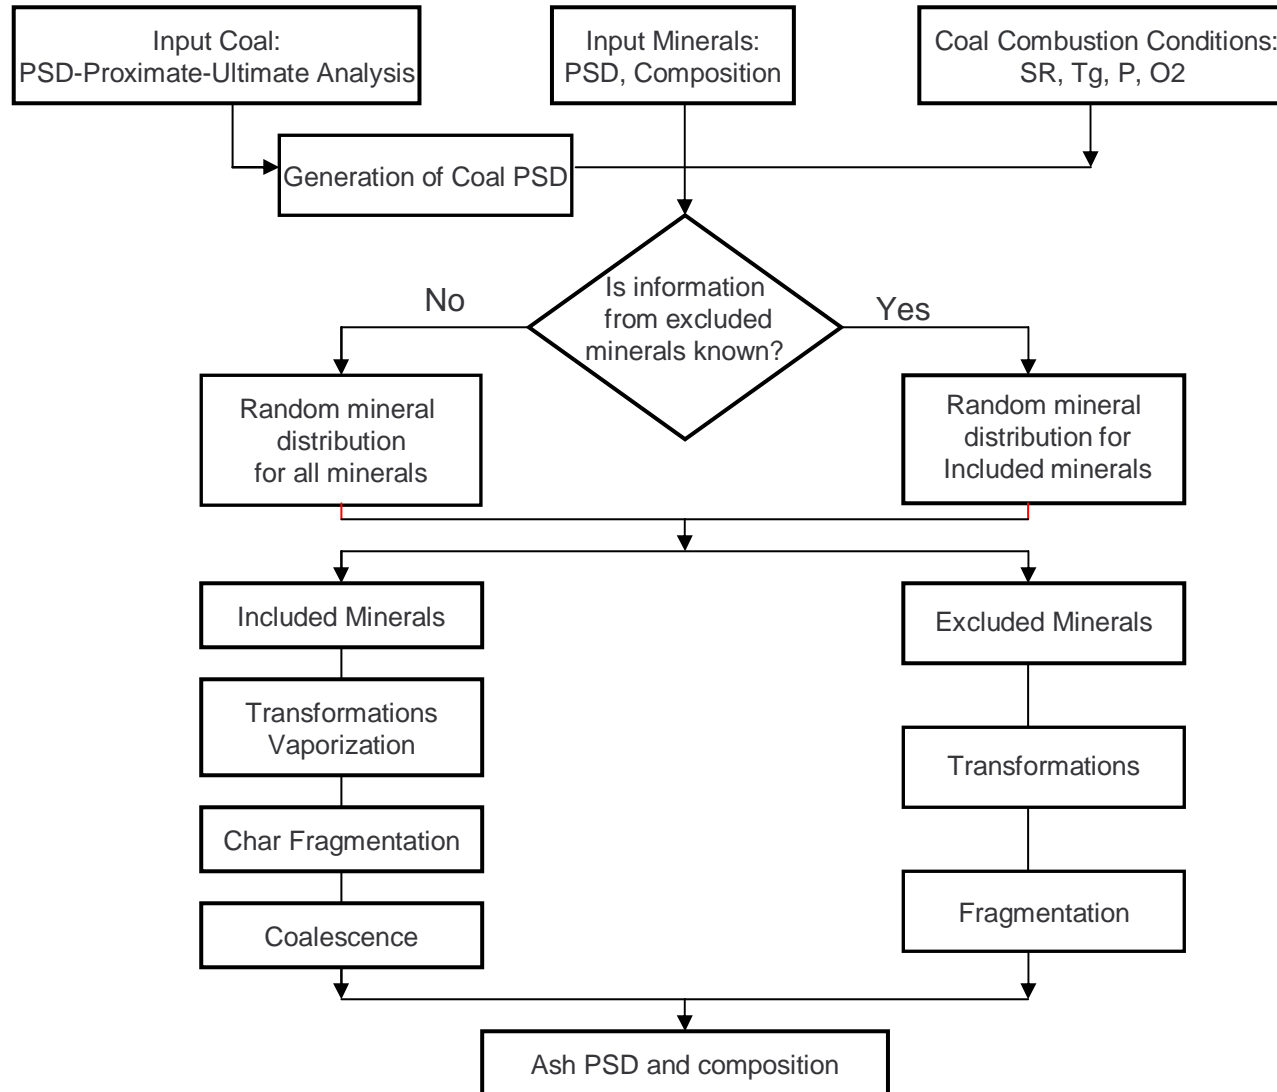 Input Coal:
PSD-Proximate-Ultimate Analysis
Input Minerals:
PSD, Composition
Coal Combustion Conditions:
SR, Tg, P, O2
Generation of Coal PSD
Is information
from excluded
minerals known?
No
Yes
Random mineral
distribution
for all minerals
Random mineral
distribution for
Included minerals
Included Minerals
Excluded Minerals
Transformations
Vaporization
Transformations
Char Fragmentation
Fragmentation
Coalescence
Ash PSD and composition